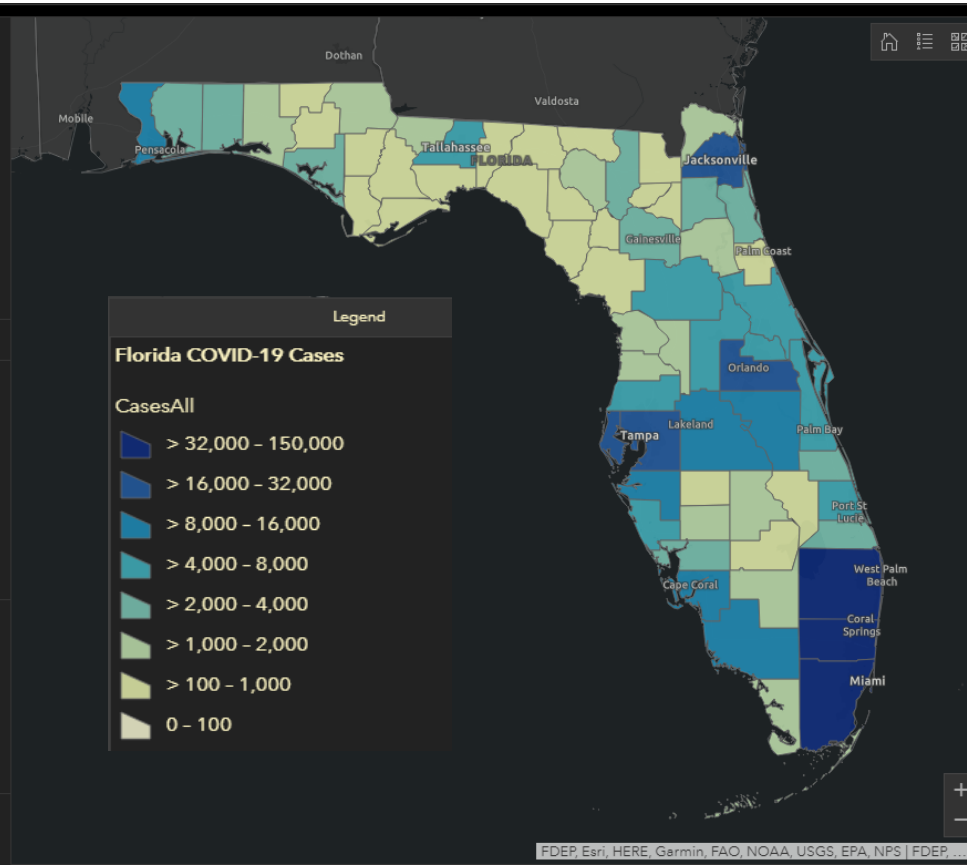 Dothan
Mobile
Valdosta
Pensacola
Tallahassee
FLORIDA
Jacksonville
Gainesville
Palm Coast
Legend
Florida COVID-19 Cases
CasesAll
> 32,000 – 150,000
> 16,000 – 32,000
> 8,000 – 16,000
> 4,000 – 8,000
> 2,000 – 4,000
> 1,000 – 2,000
> 100 – 1,000
0 – 100
Orlando
Lakeland
Tampa
Palm Bay
Port St
Lucie
West Palm
Beach
Cape Coral
Coral
Springs
Miami
+
−
FDEP, Esri, HERE, Garmin, FAO, NOAA, USGS, EPA, NPS | FDEP, ...